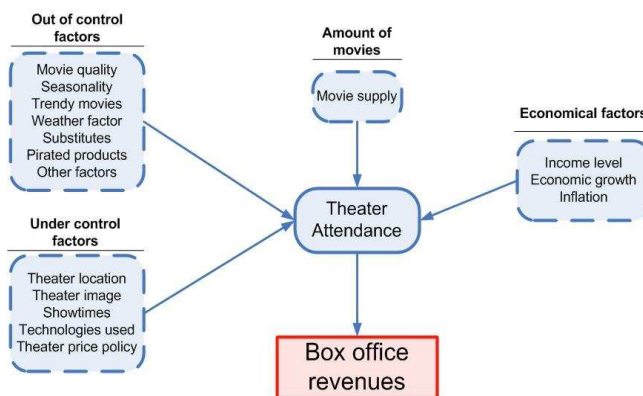 Out of control
factors
Movie quality
Seasonality
Trendy movies
Weather factor
Substitutes
Pirated products
Other factors
Under control
factors
Theater location
Theater image
Showtimes
Technologies used
Theater price policy
Amount of
movies
Movie supply
Theater
Attendance
Box office
revenues
Economical factors
Income level
Economic growth
Inflation